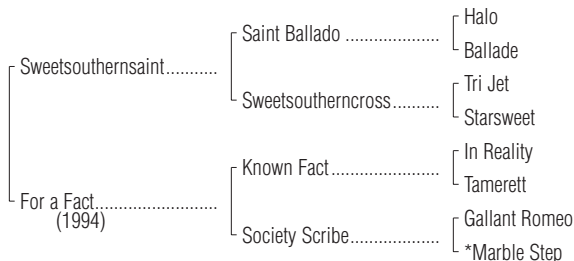 Halo
Saint Ballado ....................
Ballade
Sweetsouthernsaint...........
Tri Jet
Sweetsoutherncross..........
Starsweet
In Reality
Known Fact.......................
Tamerett
For a Fact..........................
(1994)
Gallant Romeo
Society Scribe...................
*Marble Step